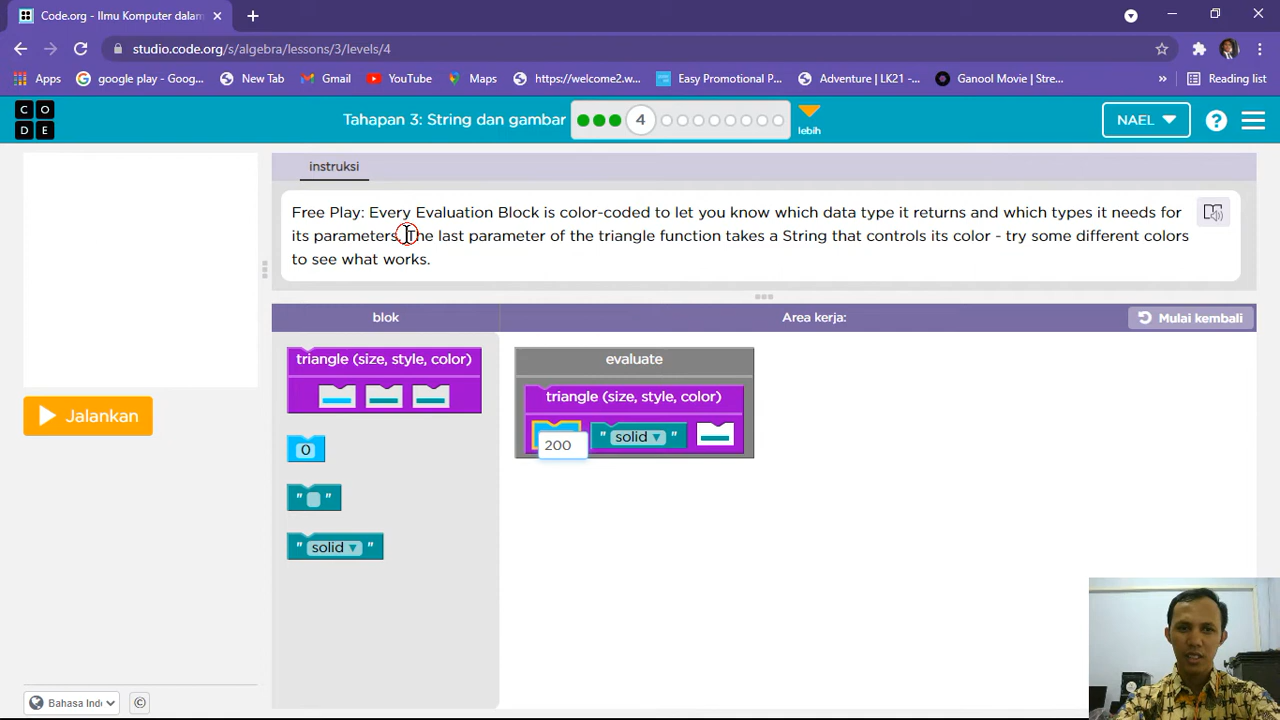 Code.org - Ilmu Komputer dalam
studio.code.org/s/algebra/lessons/3/levels/4
Apps
google play - Goog...
New Tab
Gmail
YouTube
Maps
https://welcome2.w...
Easy Promotional P...
Adventure | LK21 -...
Ganool Movie | Stre...
»
Reading list
C O
D E
Tahapan 3: String dan gambar
4
lebih
NAEL
?
instruksi
Free Play: Every Evaluation Block is color-coded to let you know which data type it returns and which types it needs for
its parameters. The last parameter of the triangle function takes a String that controls its color - try some different colors
to see what works.
blok
Area kerja:
Mulai kembali
triangle (size, style, color)
0
" "
" solid "
evaluate
triangle (size, style, color)
200
" solid "
Jalankan
Bahasa Ind
©